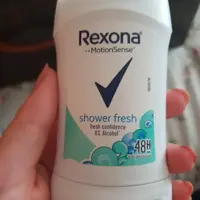 Rexona
MotionSense
shower fresh
fresh confidence
0% Alcohol
48H